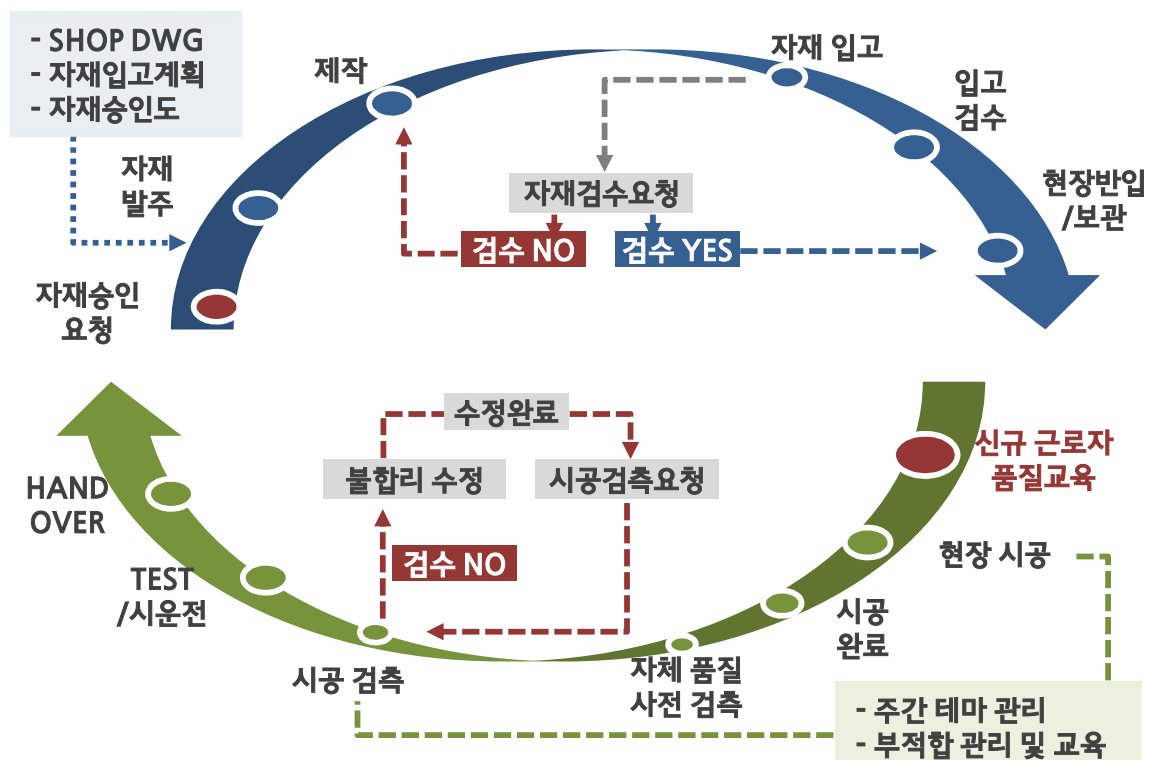 - SHOP DWG
- 자재입고계획
- 자재승인도
제작
자재 입고
입고
검수
자재
발주
현장반입
/보관
자재검수요청
검수 NO
검수 YES
자재승인
요청
수정완료
신규 근로자
품질교육
불합리 수정
시공검측요청
HAND
OVER
검수 NO
현장 시공
TEST
/시운전
시공
완료
시공 검측
자체 품질
사전 검측
- 주간 테마 관리
- 부적합 관리 및 교육